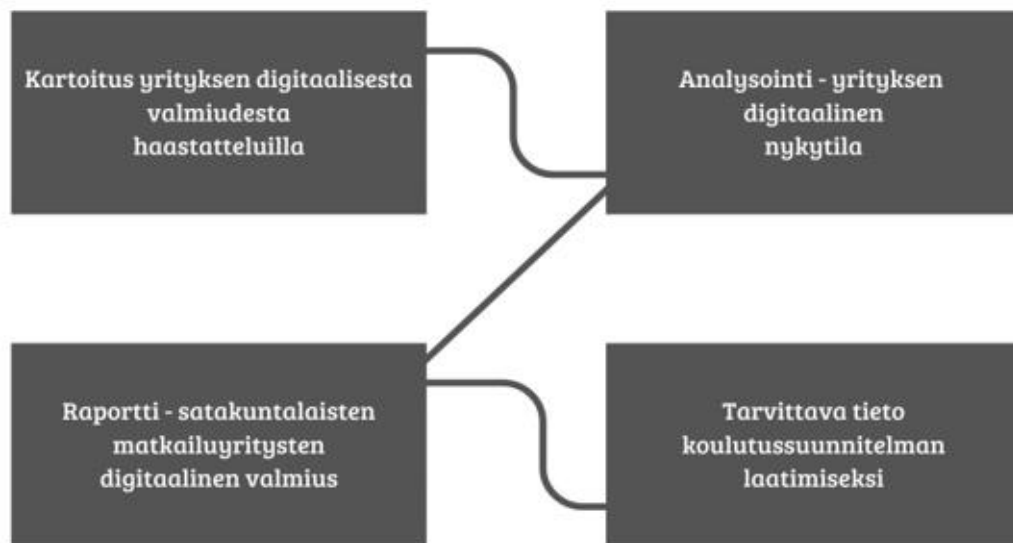 Kartoitus yrityksen digitaalisesta
valmiudesta
haastatteluilla
Analysointi - yrityksen
digitaalinen
nykytila
Raportti - satakuntalaisten
matkailuyritysten
digitaalinen valmius
Tarvittava tieto
koulutussuunnitelman
laatimiseksi